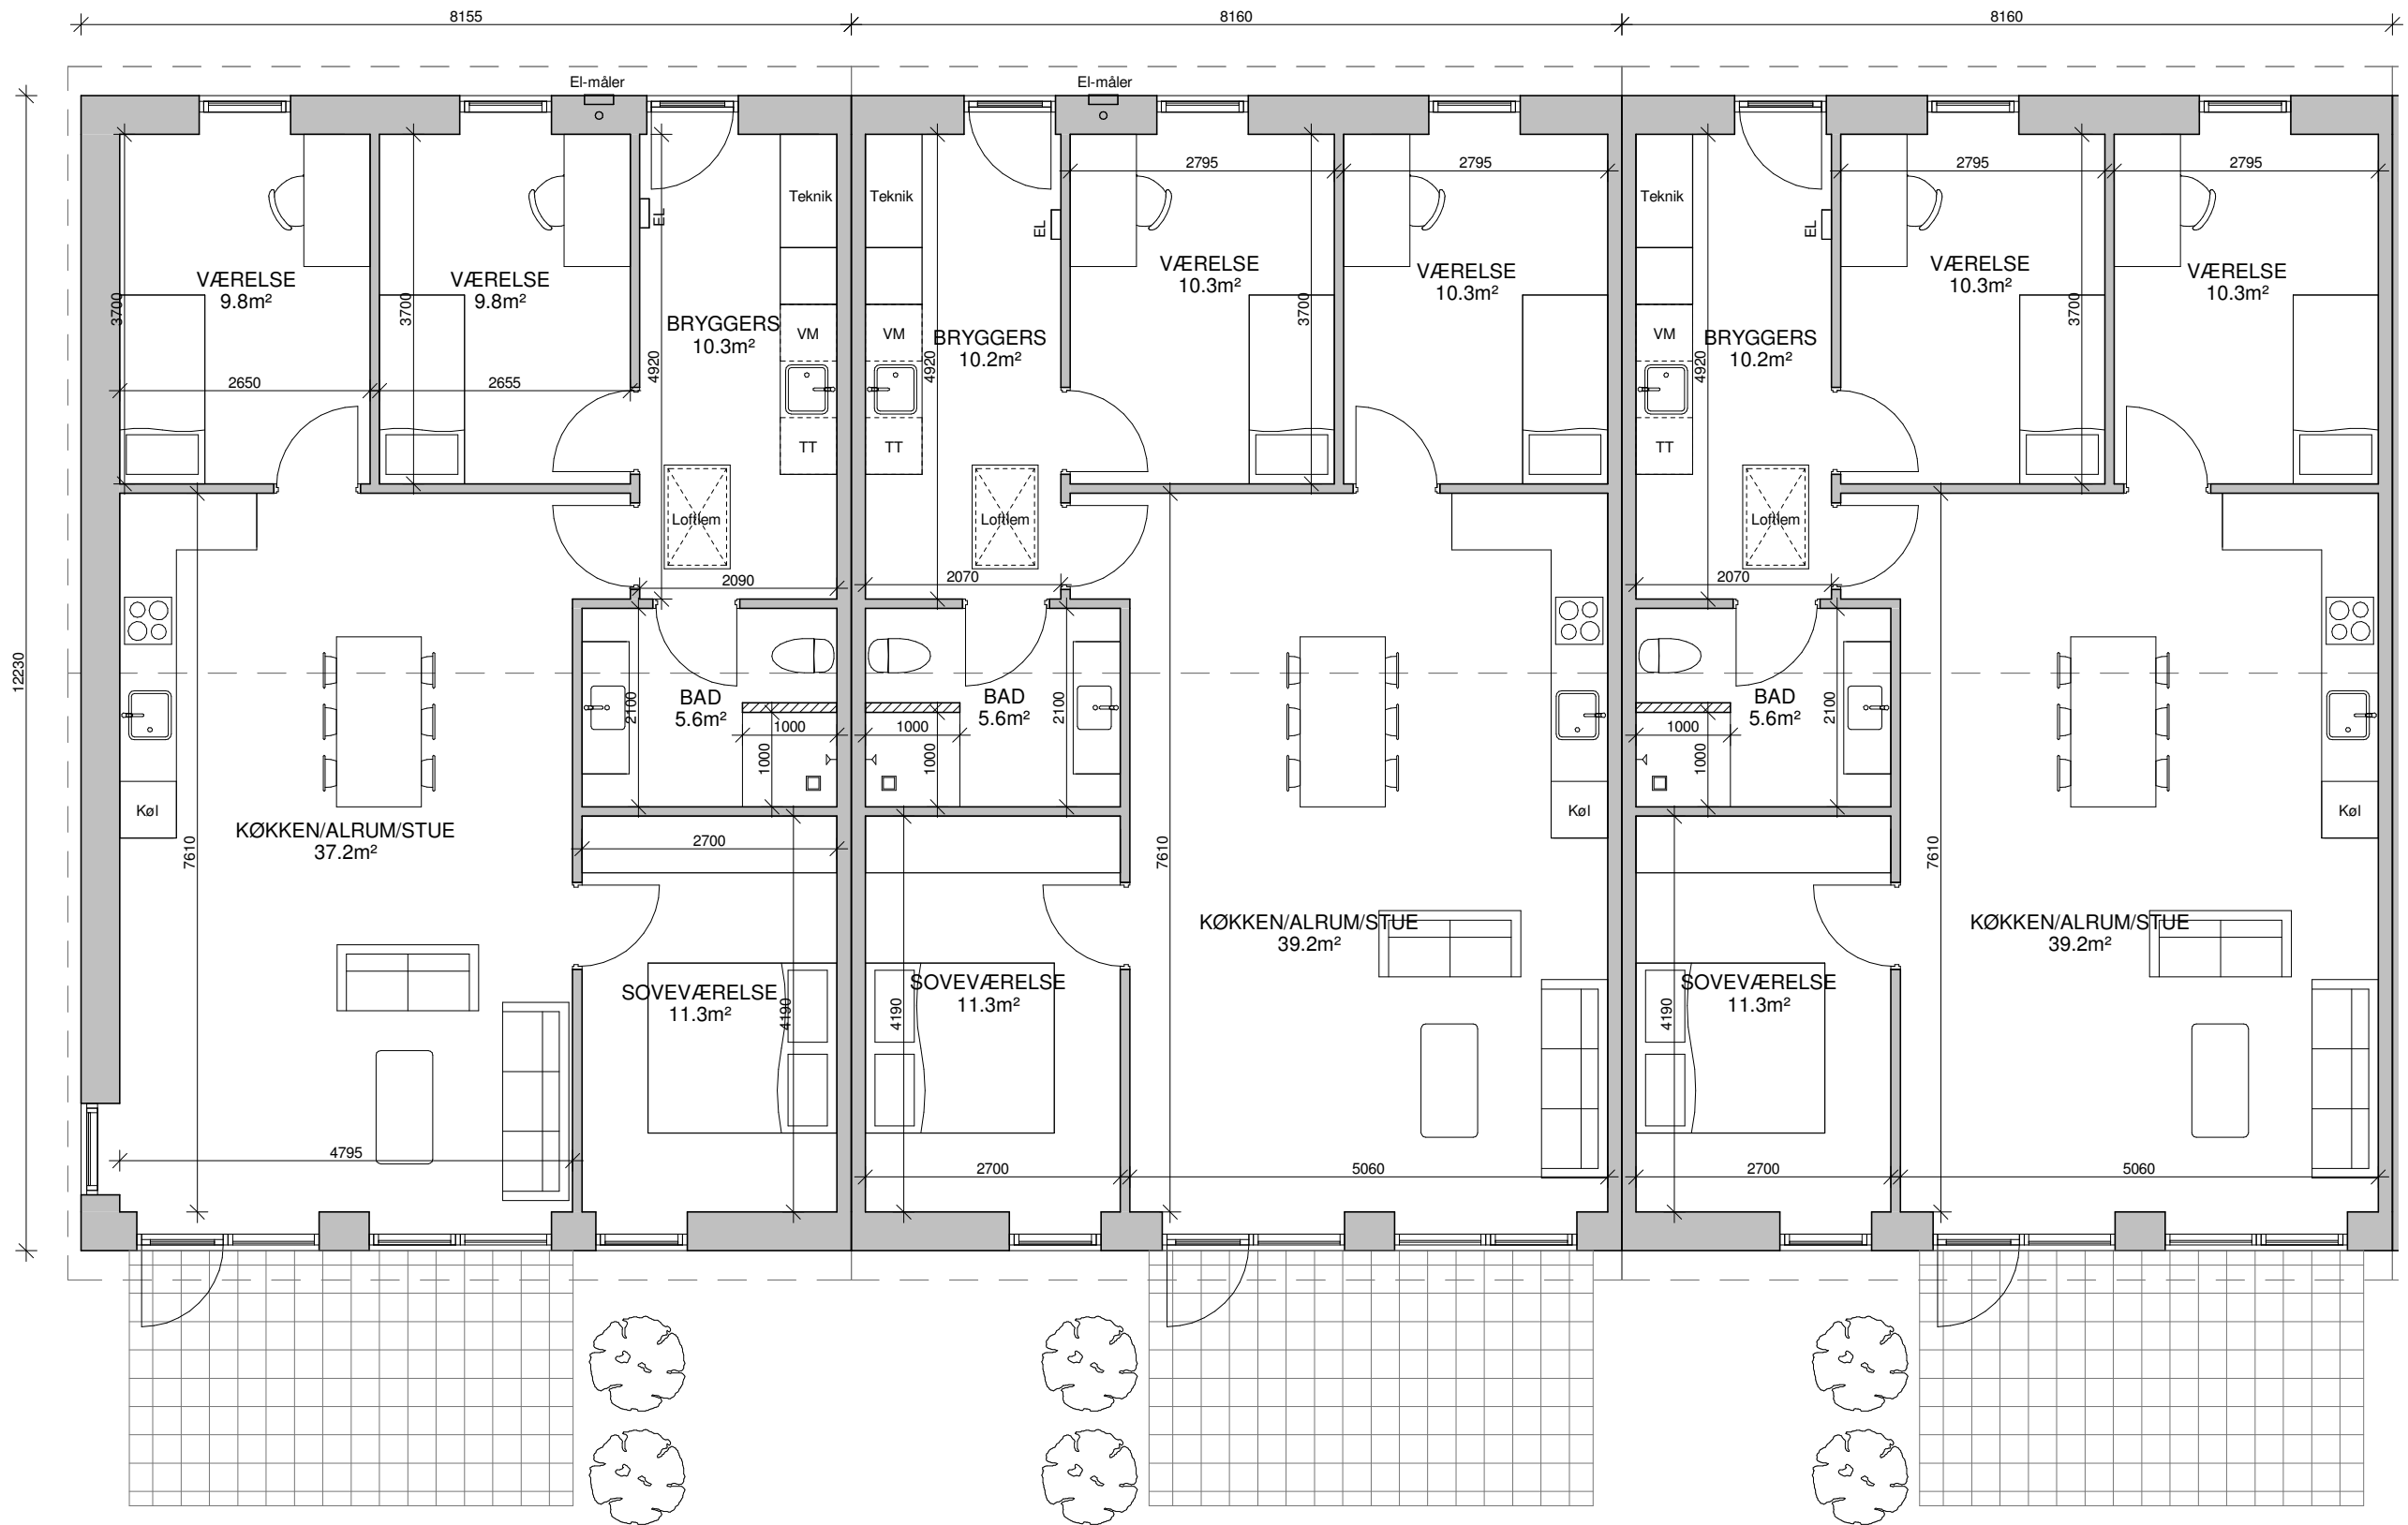 8155
8160
8160
El-måler
El-måler
12230
2795
2795
2795
2795
Teknik
Teknik
Teknik
EL
EL
EL
VÆRELSE
9.8m²
VÆRELSE
9.8m²
VÆRELSE
10.3m²
VÆRELSE
10.3m²
VÆRELSE
10.3m²
VÆRELSE
10.3m²
3700
3700
3700
3700
BRYGGERS
10.3m²
BRYGGERS
10.2m²
BRYGGERS
10.2m²
VM
VM
VM
4920
4920
4920
2650
2655
TT
TT
TT
Loftlem
Loftlem
Loftlem
2090
2070
2070
BAD
5.6m²
BAD
5.6m²
BAD
5.6m²
2100
2100
2100
1000
1000
1000
1000
1000
1000
Køl
Køl
Køl
KØKKEN/ALRUM/STUE
37.2m²
7610
7610
7610
2700
KØKKEN/ALRUM/STUE
39.2m²
KØKKEN/ALRUM/STUE
39.2m²
SOVEVÆRELSE
11.3m²
SOVEVÆRELSE
11.3m²
SOVEVÆRELSE
11.3m²
4190
4190
4190
4795
2700
5060
2700
5060